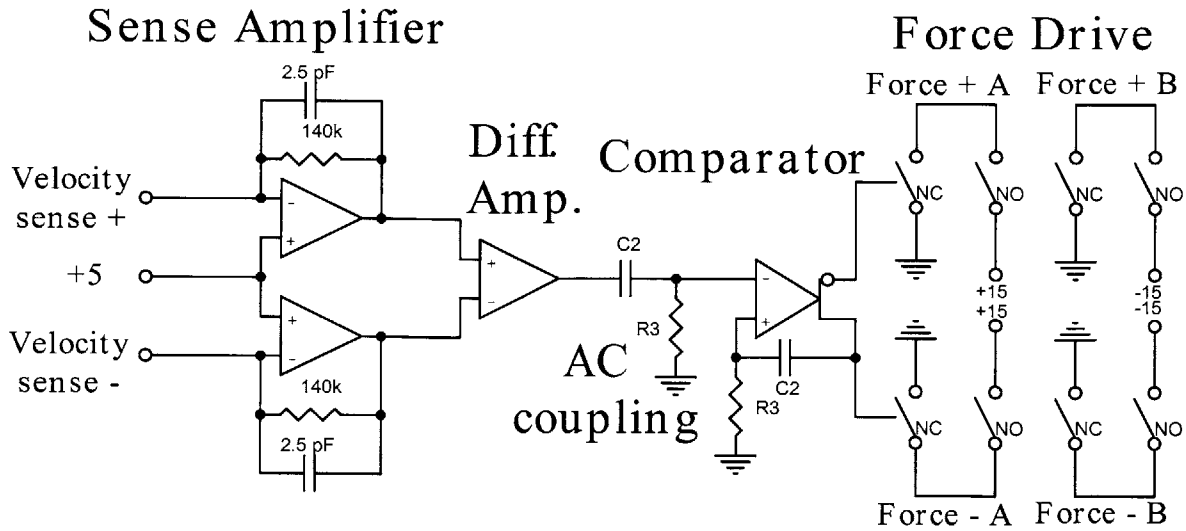 Sense Amplifier
Force Drive
2.5 pF
140k
Force + A
Force + B
Diff.
Amp.
Comparator
Velocity
sense +
+5
Velocity
sense -
-
+
+
-
+
-
-
+
C2
R3
AC
coupling
C2
R3
140k
2.5 pF
NC
NO
NC
NO
+15
+15
-15
-15
NC
NO
NC
NO
Force - A
Force - B